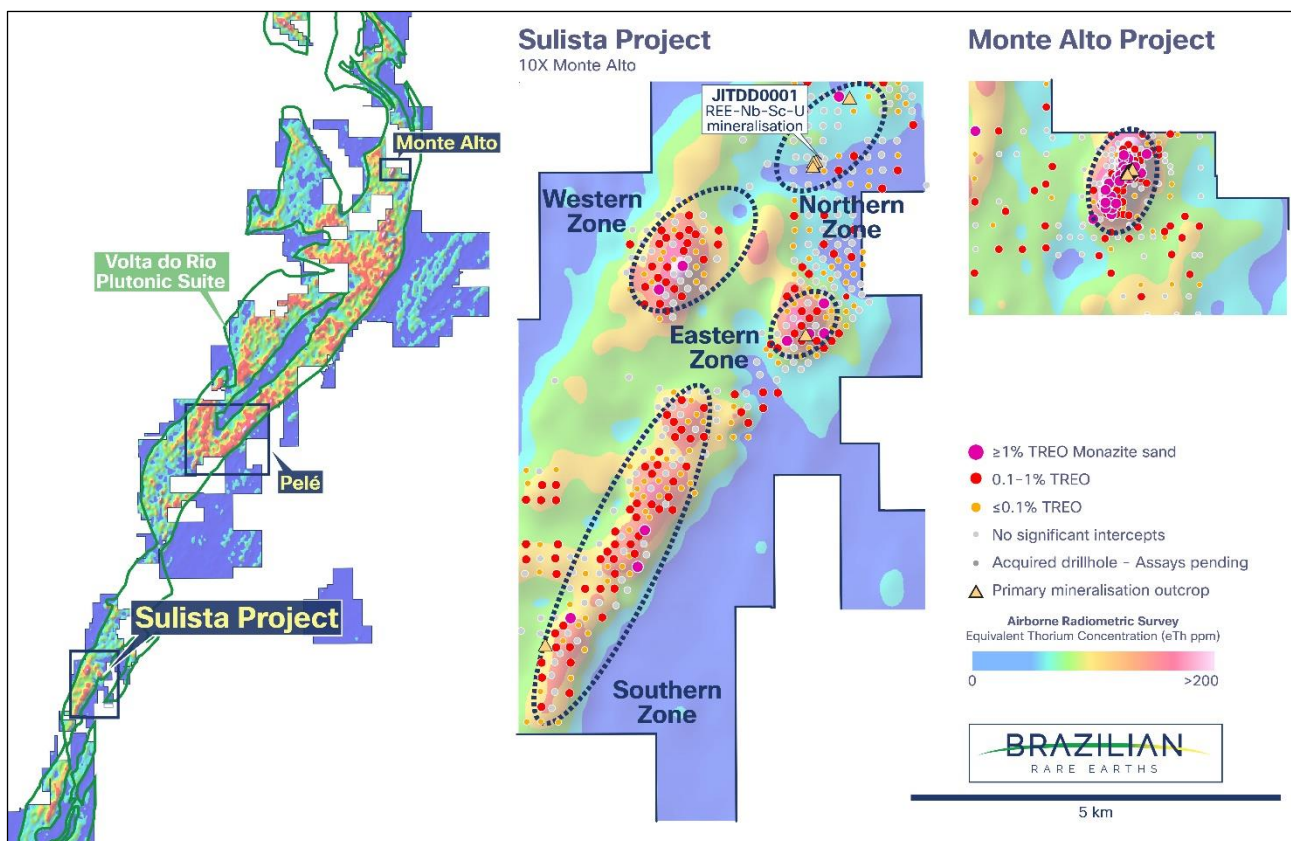 Monte Alto
Volta do Rio
Plutonic Suite
Pelé
Sulista Project
Sulista Project
10X Monte Alto
JITDD0001
REE-Nb-Sc-U
mineralisation
Western
Zone
Northern
Zone
Eastern
Zone
Southern
Zone
Monte Alto Project
≥1% TREO Monazite sand
0.1–1% TREO
≤0.1% TREO
No significant intercepts
Acquired drillhole – Assays pending
Primary mineralisation outcrop
Airborne Radiometric Survey
Equivalent Thorium Concentration (eTh ppm)
0 >200
BRAZILIAN
RARE EARTHS
5 km